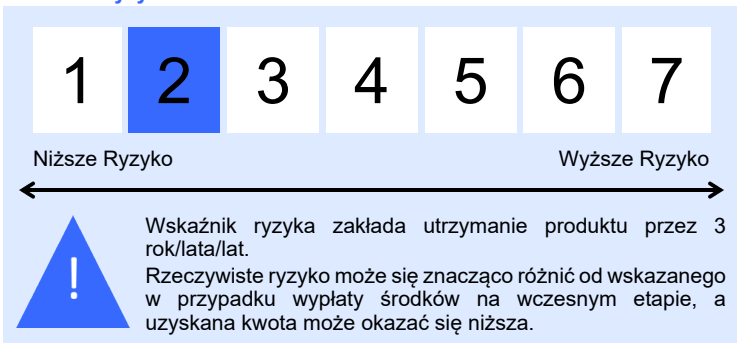 1 2 3 4 5 6 7
Niższe Ryzyko Wyższe Ryzyko
Wskaźnik ryzyka zakłada utrzymanie produktu przez 3
rok/lata/lat.
Rzeczywiste ryzyko może się znacząco różnić od wskazanego
w przypadku wypłaty środków na wczesnym etapie, a
uzyskana kwota może okazać się niższa.
!